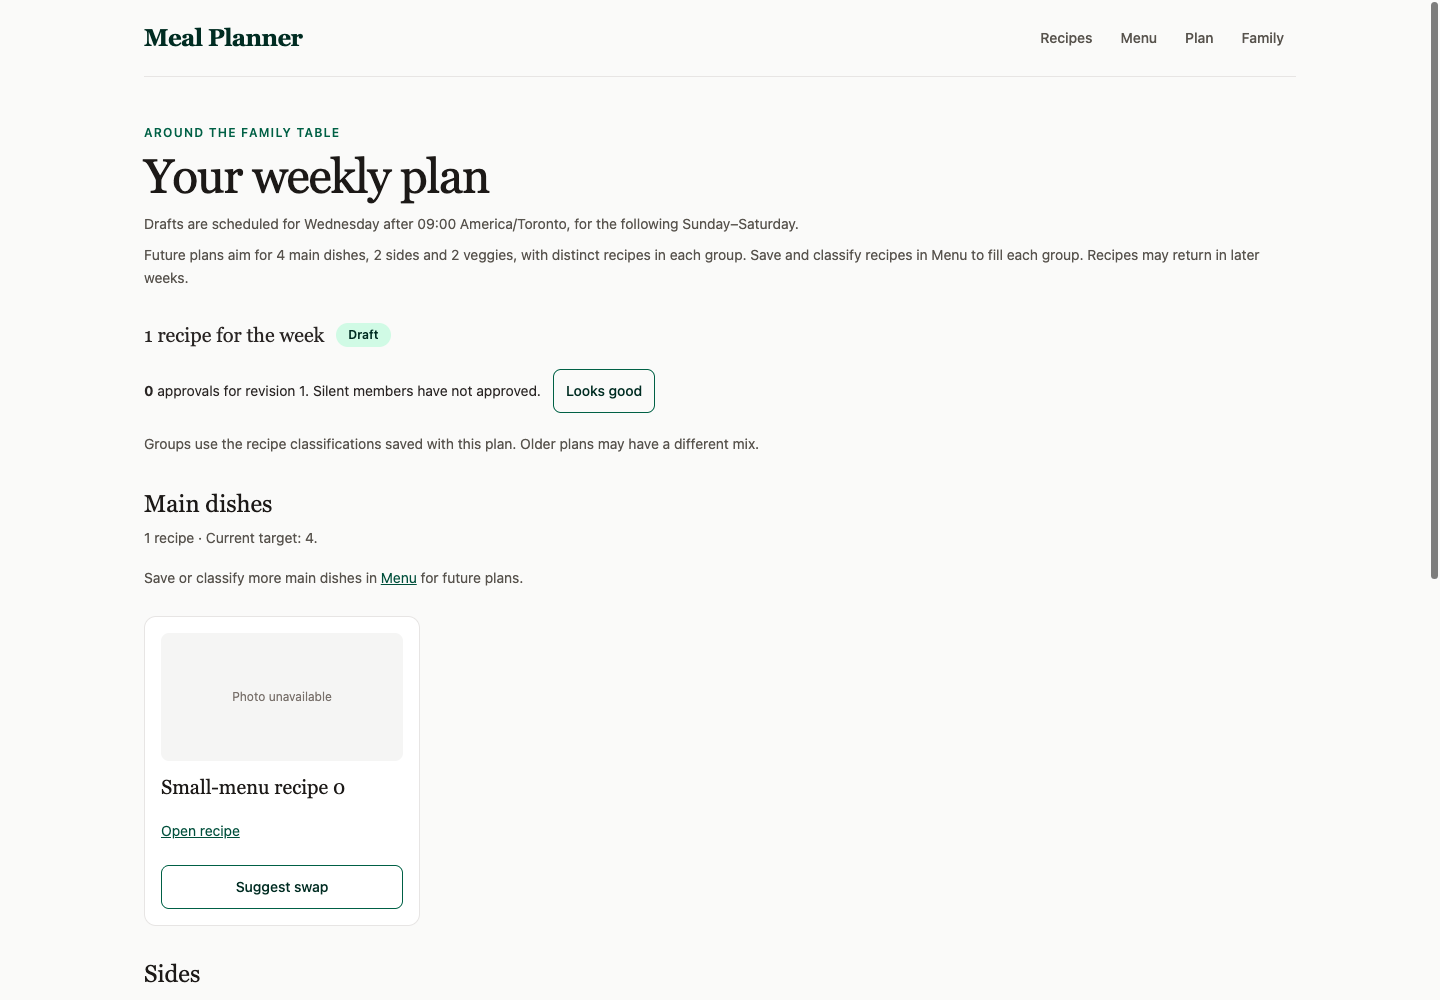 Meal Planner
Recipes Menu Plan Family
AROUND THE FAMILY TABLE
Your weekly plan
Drafts are scheduled for Wednesday after 09:00 America/Toronto, for the following Sunday–Saturday.
Future plans aim for 4 main dishes, 2 sides and 2 veggies, with distinct recipes in each group. Save and classify recipes in Menu to fill each group. Recipes may return in later
weeks.
1 recipe for the week Draft
0 approvals for revision 1. Silent members have not approved. Looks good
Groups use the recipe classifications saved with this plan. Older plans may have a different mix.
Main dishes
1 recipe · Current target: 4.
Save or classify more main dishes in Menu for future plans.
Photo unavailable
Small-menu recipe 0
Open recipe
Suggest swap
Sides